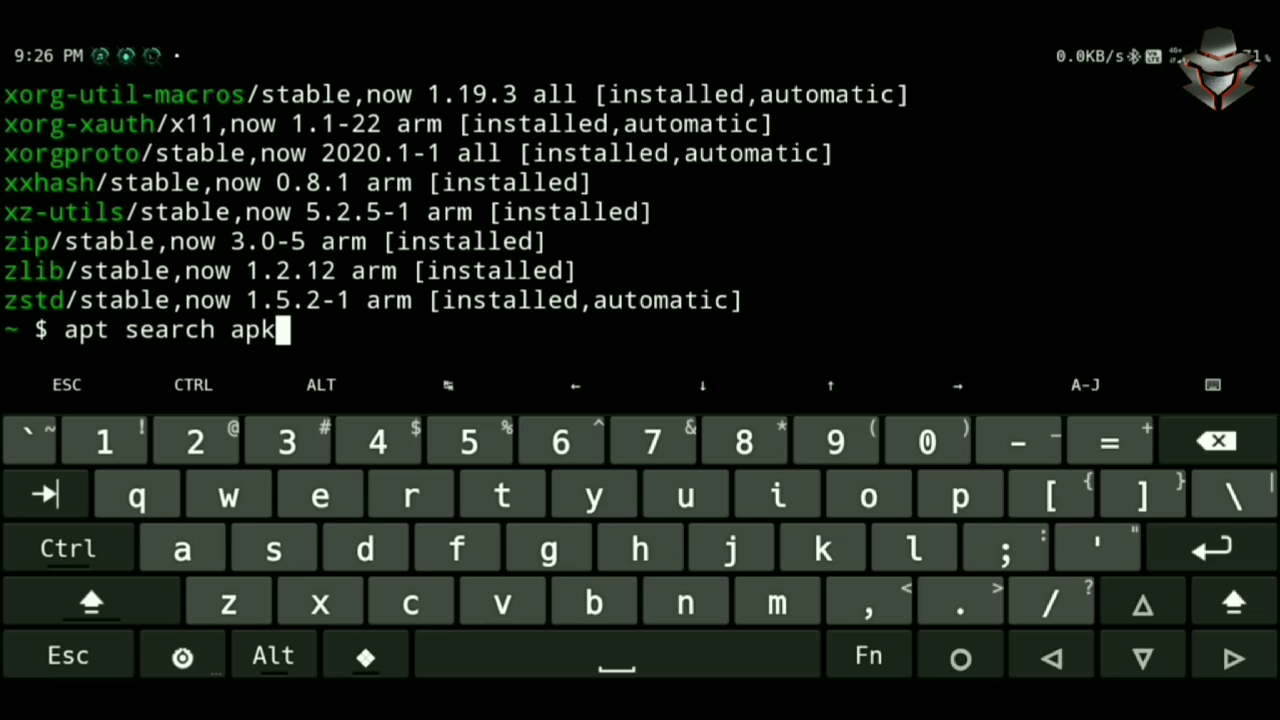 9:26 PM
0.0KB/s
xorg-util-macros/stable,now 1.19.3 all [installed,automatic]
xorg-xauth/x11,now 1.1-22 arm [installed,automatic]
xorgproto/stable,now 2020.1-1 all [installed,automatic]
xxhash/stable,now 0.8.1 arm [installed]
xz-utils/stable,now 5.2.5-1 arm [installed]
zip/stable,now 3.0-5 arm [installed]
zlib/stable,now 1.2.12 arm [installed]
zstd/stable,now 1.5.2-1 arm [installed,automatic]
~ $ apt search apk
ESC CTRL ALT ↹ ← ↓ ↑ → A-J
` ~ 1 ! 2 @ 3 # 4 $ 5 % 6 ^ 7 & 8 * 9 ( 0 ) - _ = +
q w e r t y u i o p [ { ] } \ |
Ctrl a s d f g h j k l ; : ' "
z x c v b n m , < . > / ?
Esc Alt Fn